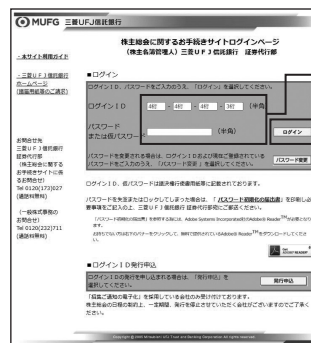 MUFG 三菱UFJ信託銀行
株主総会に関するお手続きサイトログインページ
(株主名簿管理人) 三菱ＵＦＪ信託銀行 証券代行部
・本サイト利用ガイド
・三菱ＵＦＪ信託銀行
ホームページ
■ログイン
ログインＩＤ、パスワードをご入力のうえ、「ログイン」を選択してください。
ログインＩＤ 4桁 - 4桁 - 4桁 - 3桁 (半角
パスワード
または仮パスワー (半角)
ログイン
パスワードを変更される場合は、ログインＩＤおよび現在ご登録されている
パスワードをご入力のうえ、「パスワード変更」を選択ください。
パスワード変更
お問合せ先
三菱ＵＦＪ信託銀行
証券代行部
(株主総会に関する
お手続きサイトに係
るお問合せ)
Tel 0120(173)027
(通話料無料)
(一般株式事務の
お問合せ)
Tel 0120(232)711
(通話料無料)
ログインＩＤ、仮パスワードは議決権行使書用紙等に記載されております。
パスワードを失念またはロックしてしまった場合は、「パスワード初期化の届出書」を印刷し必
要事項をご記入の上、三菱ＵＦＪ信託銀行 証券代行部宛にご郵送ください。
■ログインＩＤ発行申込
ログインＩＤの発行を申し込まれる場合は、「発行申込」を
選択してください。
発行申込
「招集ご通知の電子化」を採用している会社のみ受け付けております。
株主総会の日程の制約上、一定期間、発行を停止させていただく会社がございますのでご了承く
ださい。